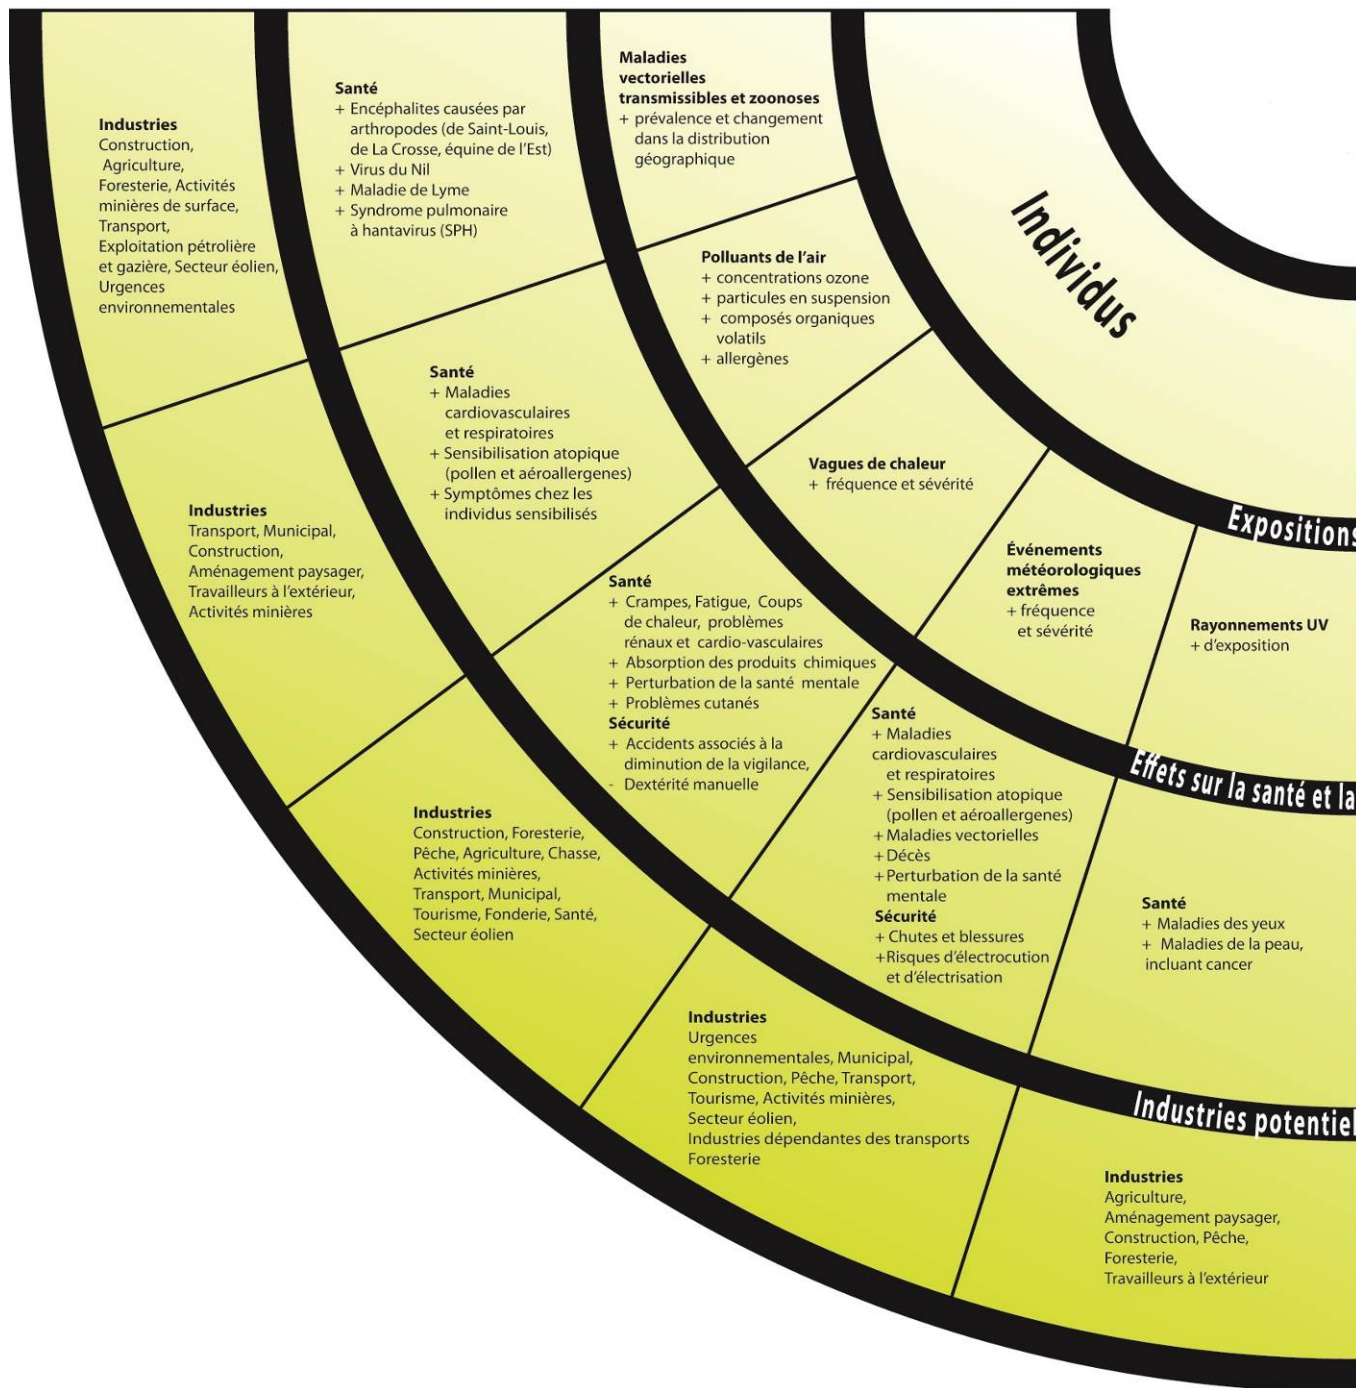 Individus
Expositions
Maladies
vectorielles
transmissibles et zoonoses
+ prévalence et changement
dans la distribution
géographique
Polluants de l'air
+ concentrations ozone
+ particules en suspension
+ composés organiques
volatils
+ allergènes
Vagues de chaleur
+ fréquence et sévérité
Événements
météorologiques
extrêmes
+ fréquence
et sévérité
Rayonnements UV
+ d'exposition
Effets sur la santé et la
Santé
+ Encéphalites causées par
arthropodes (de Saint-Louis,
de La Crosse, équine de l'Est)
+ Virus du Nil
+ Maladie de Lyme
+ Syndrome pulmonaire
à hantavirus (SPH)
Santé
+ Maladies
cardiovasculaires
et respiratoires
+ Sensibilisation atopique
(pollen et aéroallergenes)
+ Symptômes chez les
individus sensibilisés
Santé
+ Crampes, Fatigue, Coups
de chaleur, problèmes
rénaux et cardio-vasculaires
+ Absorption des produits chimiques
+ Perturbation de la santé mentale
+ Problèmes cutanés
Sécurité
+ Accidents associés à la
diminution de la vigilance,
- Dextérité manuelle
Santé
+ Maladies
cardiovasculaires
et respiratoires
+ Sensibilisation atopique
(pollen et aéroallergenes)
+ Maladies vectorielles
+ Décès
+ Perturbation de la santé
mentale
Sécurité
+ Chutes et blessures
+Risques d'électrocution
et d'électrisation
Santé
+ Maladies des yeux
+ Maladies de la peau,
incluant cancer
Industries potentiel
Industries
Construction,
Agriculture,
Foresterie, Activités
minières de surface,
Transport,
Exploitation pétrolière
et gazière, Secteur éolien,
Urgences
environnementales
Industries
Transport, Municipal,
Construction,
Aménagement paysager,
Travailleurs à l'extérieur,
Activités minières
Industries
Construction, Foresterie,
Pêche, Agriculture, Chasse,
Activités minières,
Transport, Municipal,
Tourisme, Fonderie, Santé,
Secteur éolien
Industries
Urgences
environnementales, Municipal,
Construction, Pêche, Transport,
Tourisme, Activités minières,
Secteur éolien,
Industries dépendantes des transports
Foresterie
Industries
Agriculture,
Aménagement paysager,
Construction, Pêche,
Foresterie,
Travailleurs à l'extérieur